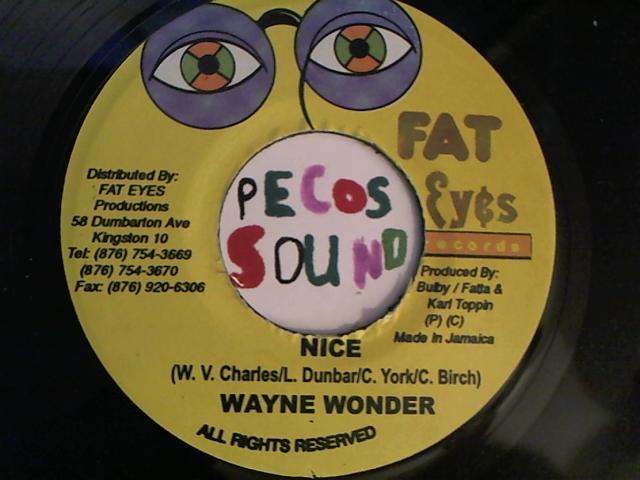 FAT
Eyes
ecords
PECOS
SOUND
Distributed By:
FAT EYES
Productions
58 Dumbarton Ave
Kingston 10
Tel: (876) 754-3669
(876) 754-3670
Fax: (876) 920-6306
Produced By:
Bulby / Fatta &
Karl Toppin
(P) (C)
Made In Jamaica
NICE
(W. V. Charles/L. Dunbar/C. York/C. Birch)
WAYNE WONDER
ALL RIGHTS RESERVED